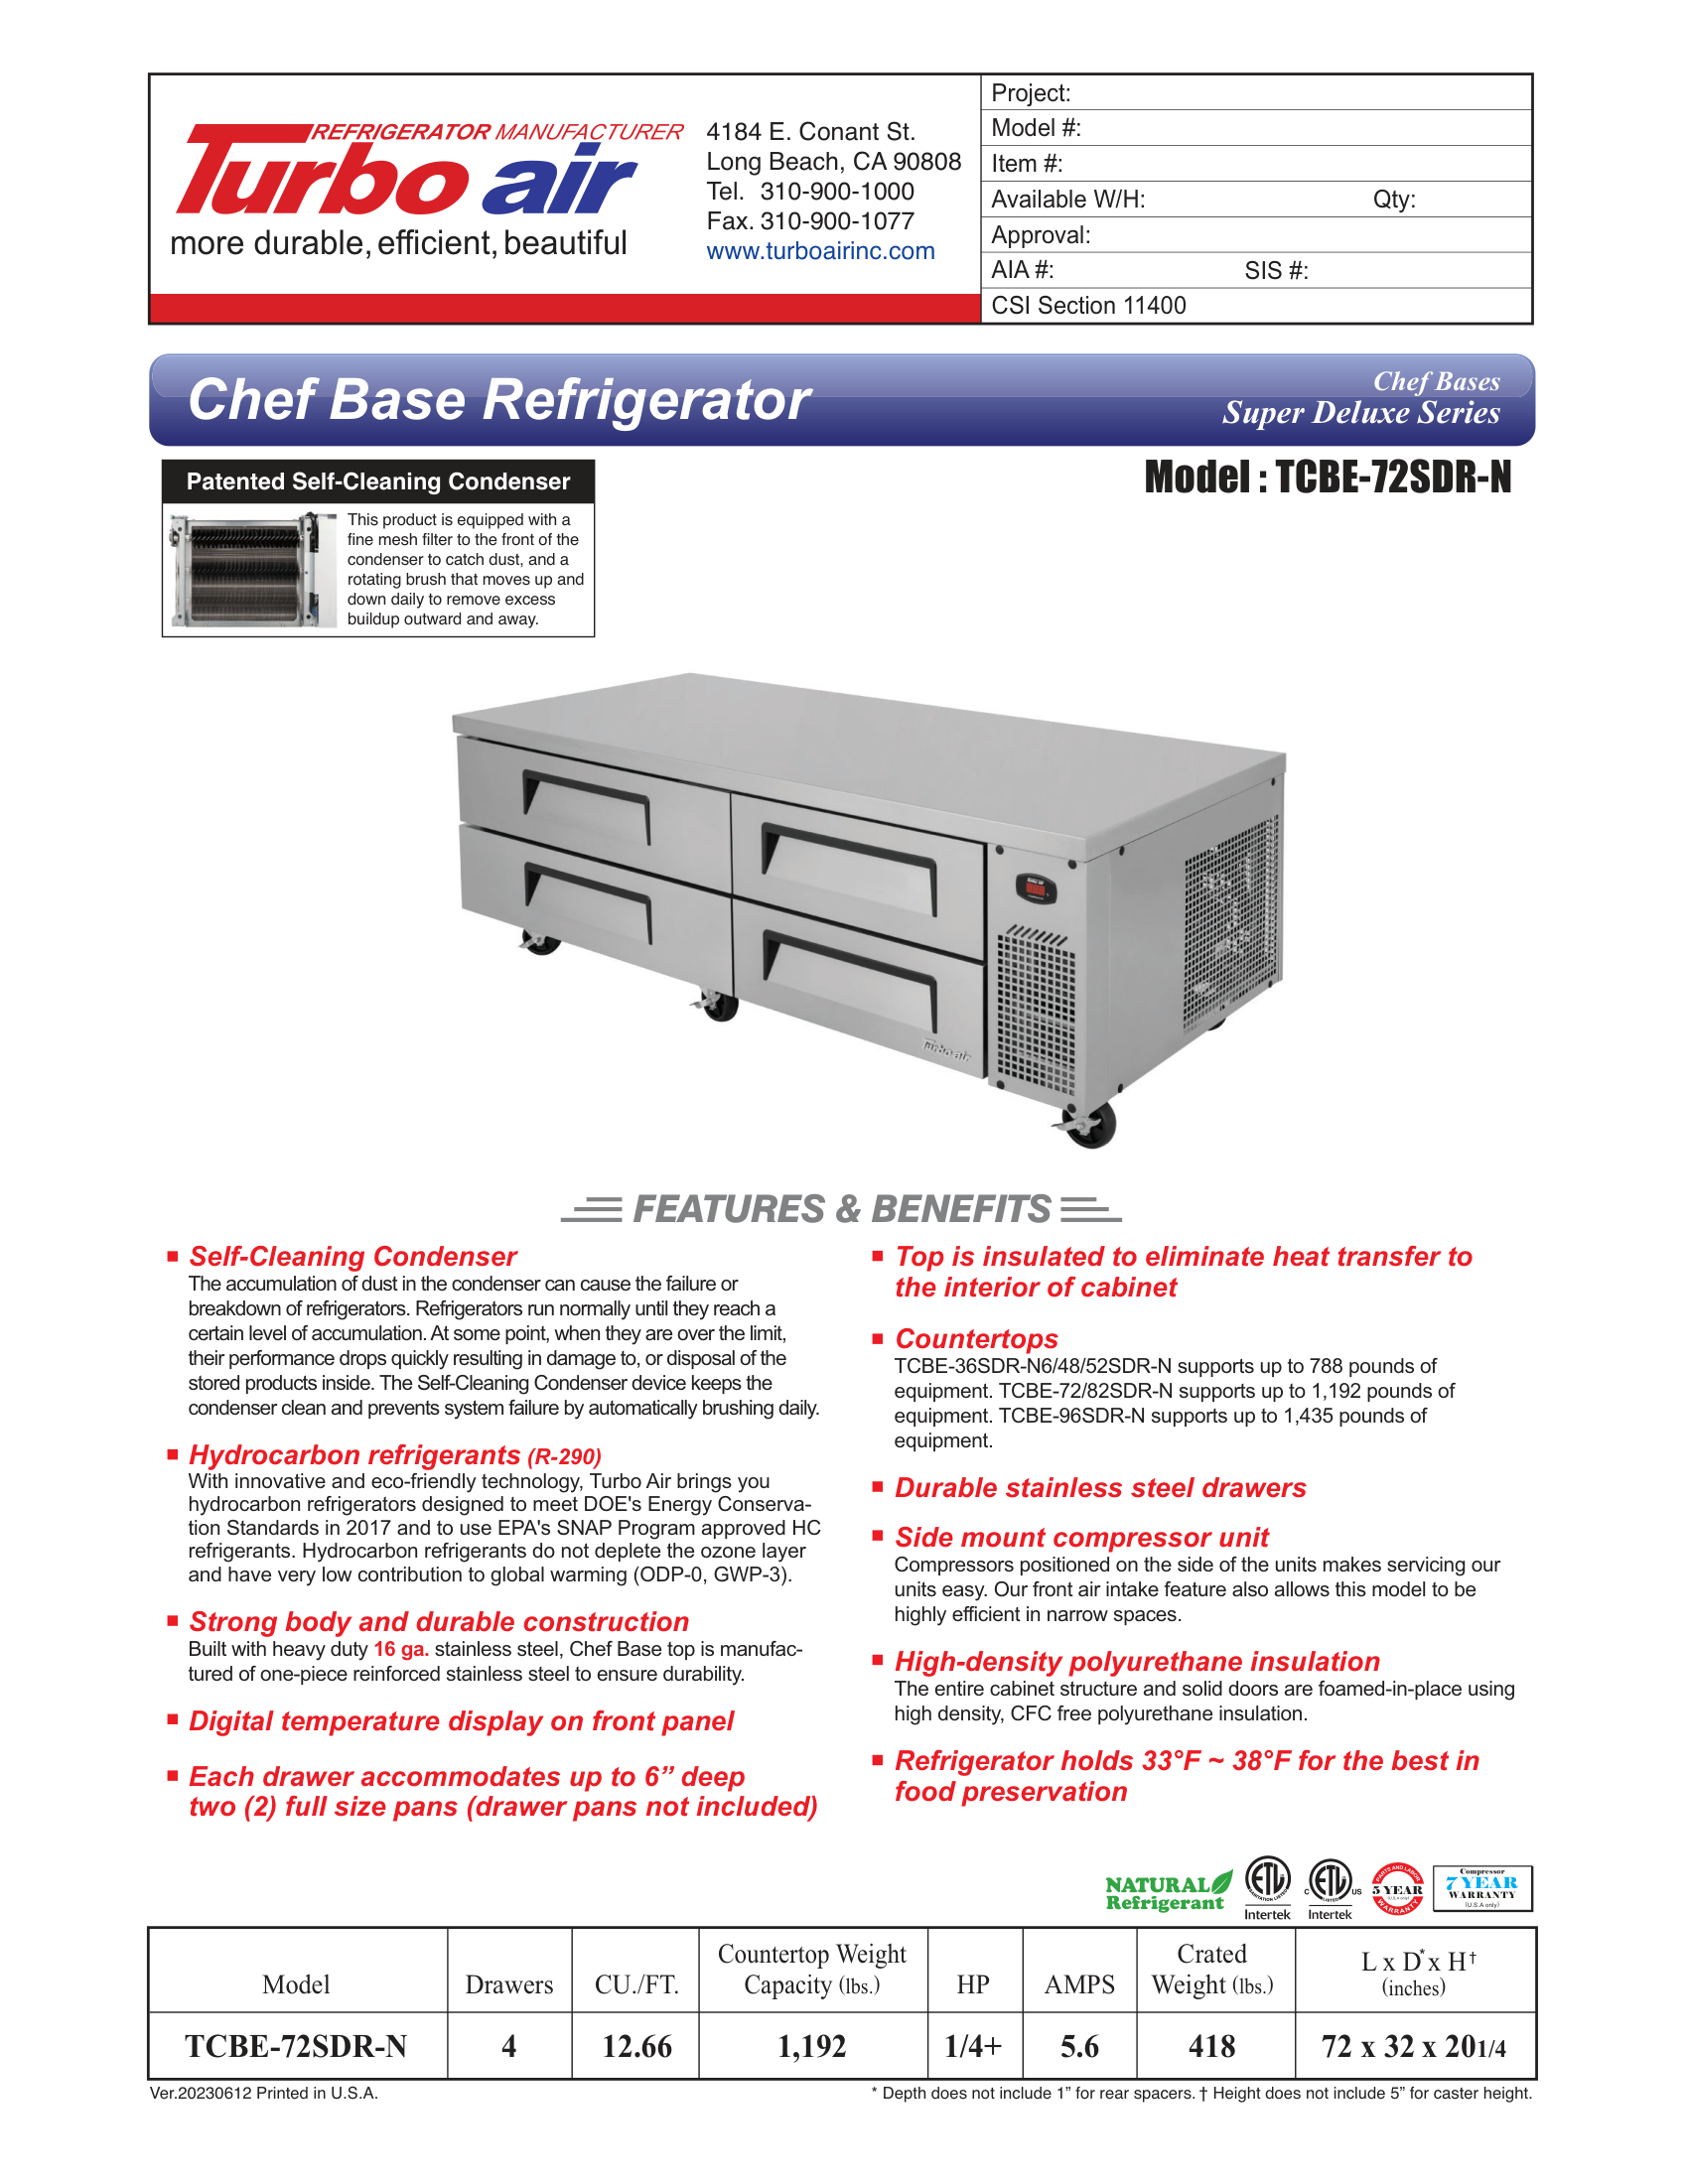 REFRIGERATOR MANUFACTURER
Turbo air
more durable, efficient, beautiful
4184 E. Conant St.
Long Beach, CA 90808
Tel. 310-900-1000
Fax. 310-900-1077
www.turboairinc.com
Project:
Model #:
Item #:
Available W/H: Qty:
Approval:
AIA #: SIS #:
CSI Section 11400
Chef Base Refrigerator
Chef Bases
Super Deluxe Series
Patented Self-Cleaning Condenser
This product is equipped with a
fine mesh filter to the front of the
condenser to catch dust, and a
rotating brush that moves up and
down daily to remove excess
buildup outward and away.
Model : TCBE-72SDR-N
Turbo air
FEATURES & BENEFITS
■ Self-Cleaning Condenser
The accumulation of dust in the condenser can cause the failure or
breakdown of refrigerators. Refrigerators run normally until they reach a
certain level of accumulation. At some point, when they are over the limit,
their performance drops quickly resulting in damage to, or disposal of the
stored products inside. The Self-Cleaning Condenser device keeps the
condenser clean and prevents system failure by automatically brushing daily.
■ Hydrocarbon refrigerants (R-290)
With innovative and eco-friendly technology, Turbo Air brings you
hydrocarbon refrigerators designed to meet DOE's Energy Conserva-
tion Standards in 2017 and to use EPA's SNAP Program approved HC
refrigerants. Hydrocarbon refrigerants do not deplete the ozone layer
and have very low contribution to global warming (ODP-0, GWP-3).
■ Strong body and durable construction
Built with heavy duty 16 ga. stainless steel, Chef Base top is manufac-
tured of one-piece reinforced stainless steel to ensure durability.
■ Digital temperature display on front panel
■ Each drawer accommodates up to 6” deep
two (2) full size pans (drawer pans not included)
■ Top is insulated to eliminate heat transfer to
the interior of cabinet
■ Countertops
TCBE-36SDR-N6/48/52SDR-N supports up to 788 pounds of
equipment. TCBE-72/82SDR-N supports up to 1,192 pounds of
equipment. TCBE-96SDR-N supports up to 1,435 pounds of
equipment.
■ Durable stainless steel drawers
■ Side mount compressor unit
Compressors positioned on the side of the units makes servicing our
units easy. Our front air intake feature also allows this model to be
highly efficient in narrow spaces.
■ High-density polyurethane insulation
The entire cabinet structure and solid doors are foamed-in-place using
high density, CFC free polyurethane insulation.
■ Refrigerator holds 33°F ~ 38°F for the best in
food preservation
NATURAL
Refrigerant
ETL
SANITATION LISTED
Intertek
C ETL US
LISTED
Intertek
PARTS AND LABOR
5 YEAR
(U.S.A only)
WARRANTY
Compressor
7 YEAR
WARRANTY
(U.S.A only)
Model Drawers CU./FT. Countertop Weight Capacity (lbs.) HP AMPS Crated Weight (lbs.) L x D* x H† (inches)
TCBE-72SDR-N 4 12.66 1,192 1/4+ 5.6 418 72 x 32 x 20 1/4
Ver.20230612 Printed in U.S.A.
* Depth does not include 1” for rear spacers. † Height does not include 5” for caster height.